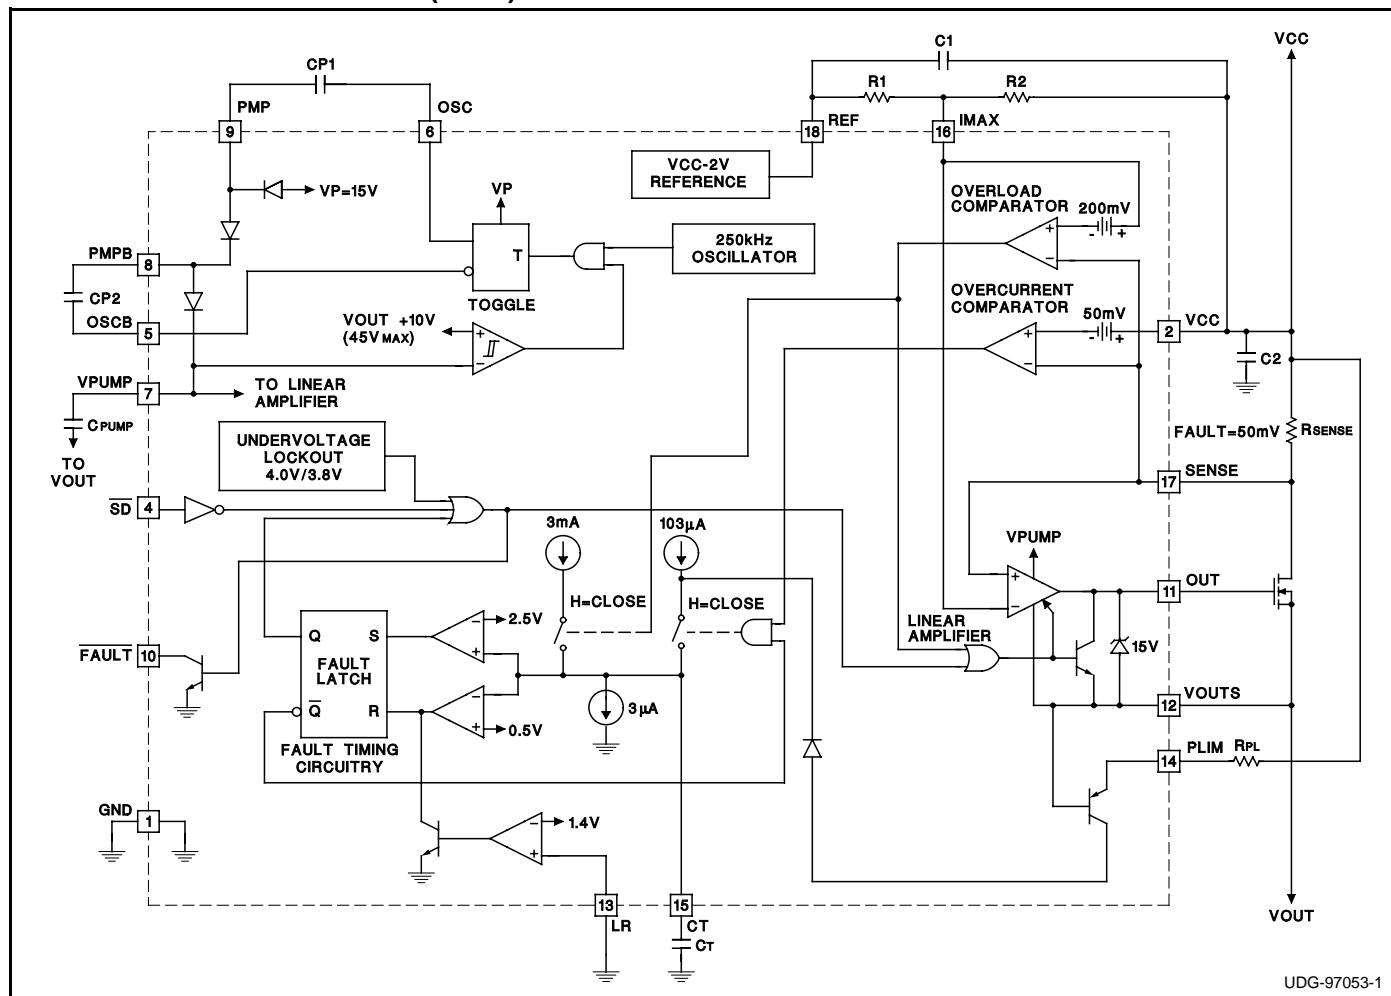 CP1
C1
VCC
R1
R2
PMP
OSC
9
6
REF
18
IMAX
16
VCC-2V
REFERENCE
VP=15V
VP
OVERLOAD
COMPARATOR
200mV
+
-
+
−
T
250kHz
OSCILLATOR
PMPB
8
CP2
OSCB
5
TOGGLE
OVERCURRENT
COMPARATOR
50mV
VOUT +10V
(45VMAX)
+
−
+
-
+
−
2
VCC
C2
VPUMP
7
TO LINEAR
AMPLIFIER
CPUMP
TO
VOUT
UNDERVOLTAGE
LOCKOUT
4.0V/3.8V
FAULT=50mV
RSENSE
SD
4
17
SENSE
3mA
103µA
VPUMP
H=CLOSE
H=CLOSE
+
−
11
OUT
LINEAR
AMPLIFIER
15V
2.5V
−
+
Q
S
FAULT
LATCH
Q
R
FAULT
10
−
+
0.5V
3µA
12
VOUTS
FAULT TIMING
CIRCUITRY
PLIM
14
RPL
GND
1
1.4V
−
+
13
LR
15
CT
CT
VOUT
UDG-97053-1